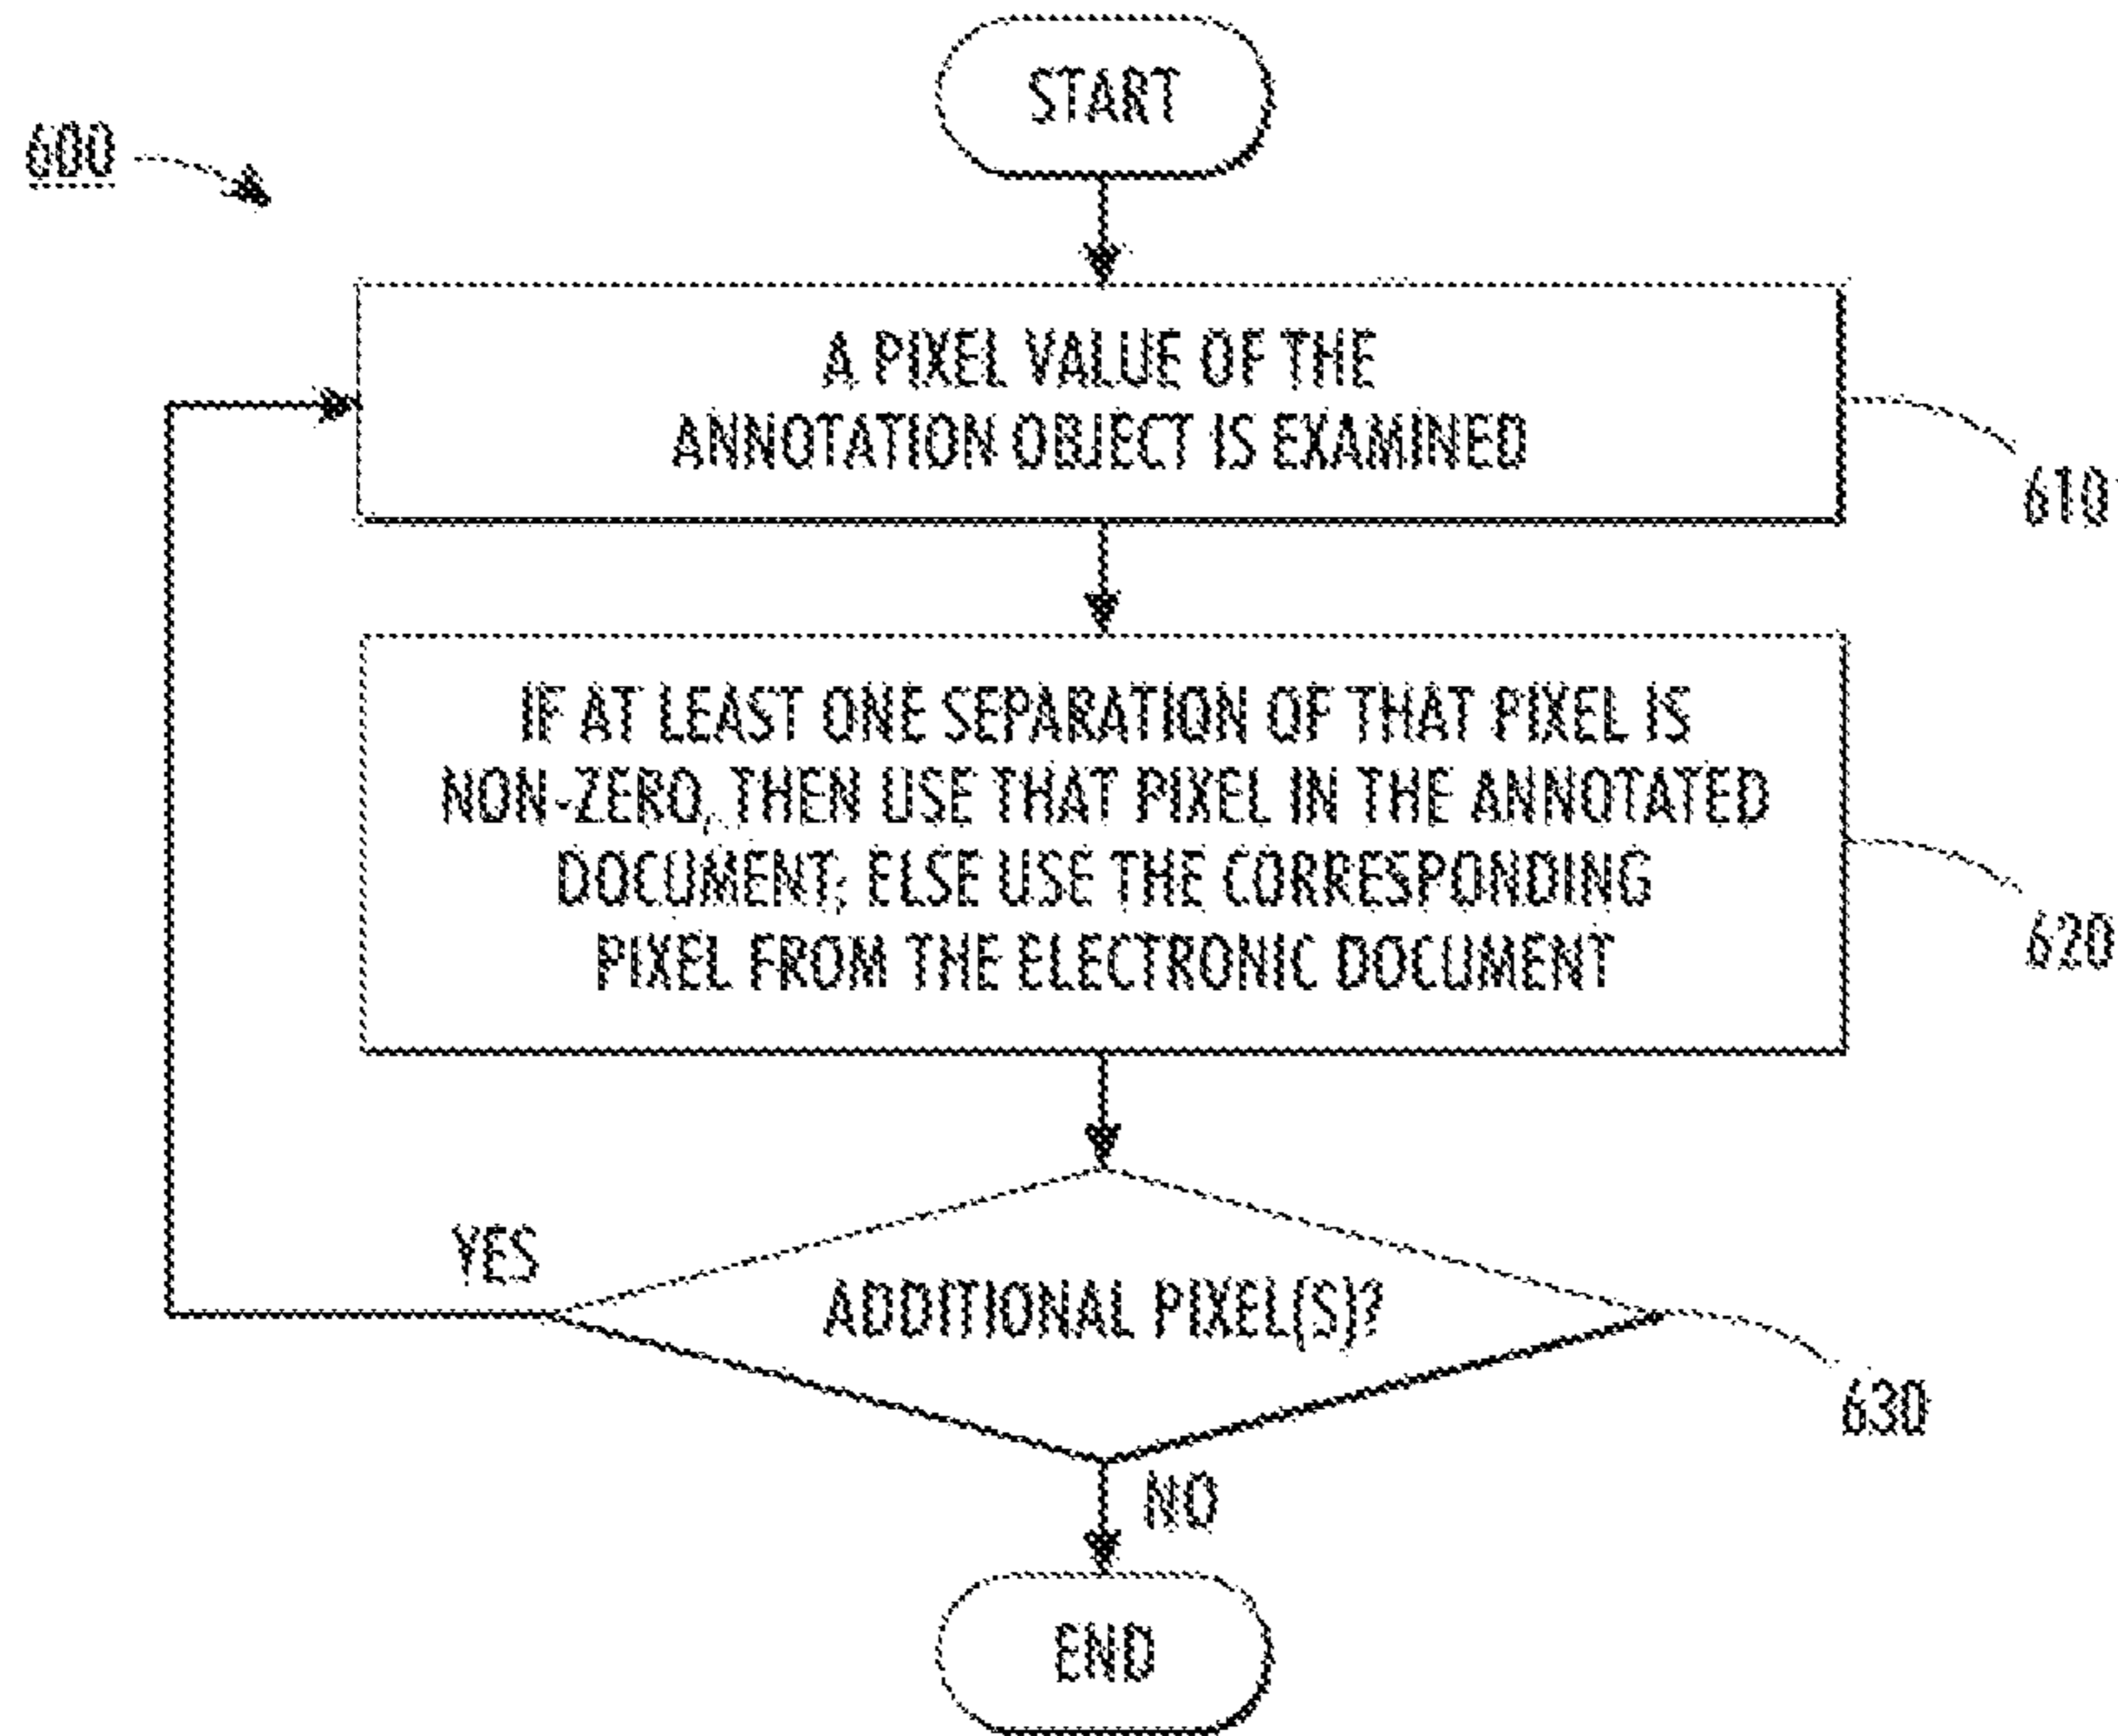 START
600
A PIXEL VALUE OF THE
ANNOTATION OBJECT IS EXAMINED
610
IF AT LEAST ONE SEPARATION OF THAT PIXEL IS
NON-ZERO, THEN USE THAT PIXEL IN THE ANNOTATED
DOCUMENT; ELSE USE THE CORRESPONDING
PIXEL FROM THE ELECTRONIC DOCUMENT
620
YES
ADDITIONAL PIXEL(S)?
630
NO
END